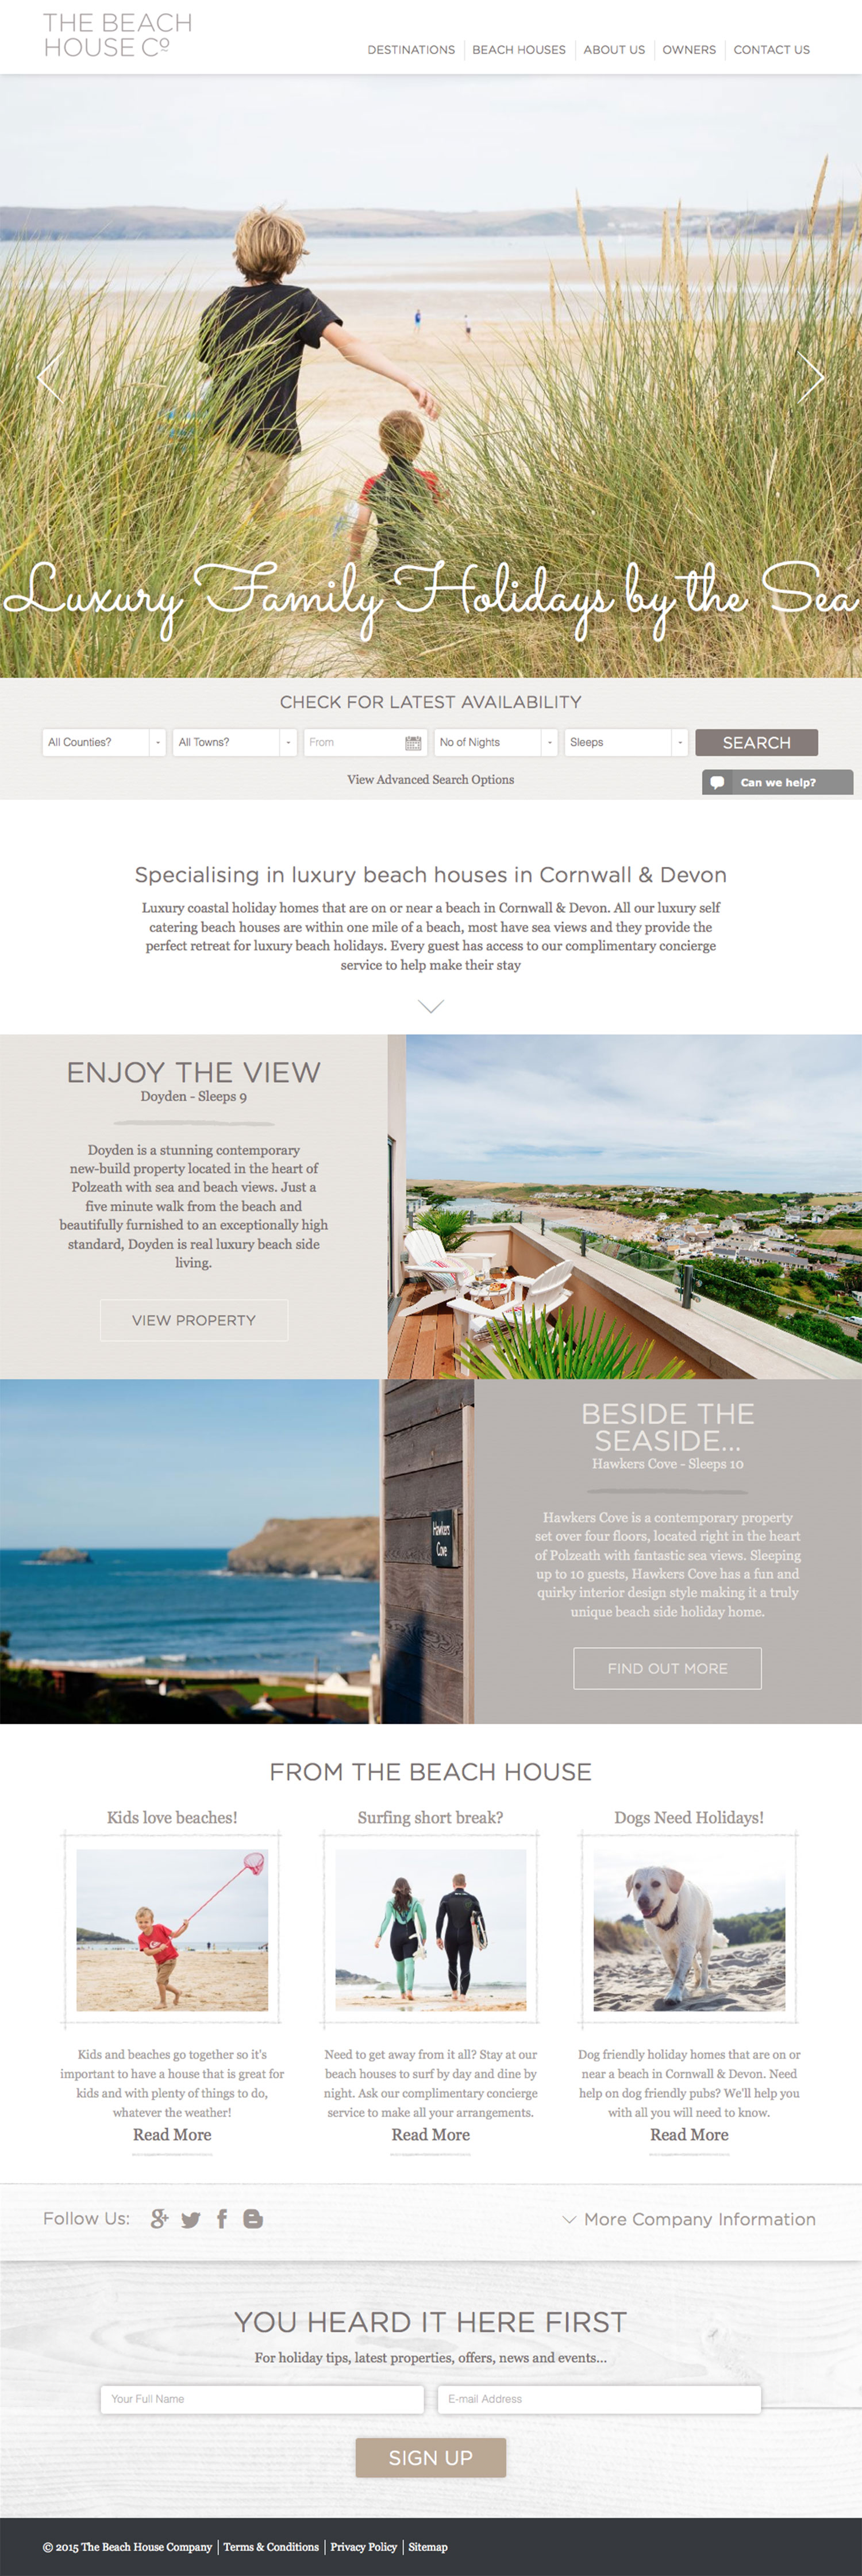 THE BEACH
HOUSE Cº
DESTINATIONS
BEACH HOUSES
ABOUT US
OWNERS
CONTACT US
Luxury Family Holidays by the Sea
CHECK FOR LATEST AVAILABILITY
All Counties?
All Towns?
From
No of Nights
Sleeps
SEARCH
View Advanced Search Options
Can we help?
Specialising in luxury beach houses in Cornwall & Devon
Luxury coastal holiday homes that are on or near a beach in Cornwall & Devon. All our luxury self
catering beach houses are within one mile of a beach, most have sea views and they provide the
perfect retreat for luxury beach holidays. Every guest has access to our complimentary concierge
service to help make their stay
ENJOY THE VIEW
Doyden - Sleeps 9
Doyden is a stunning contemporary
new-build property located in the heart of
Polzeath with sea and beach views. Just a
five minute walk from the beach and
beautifully furnished to an exceptionally high
standard, Doyden is real luxury beach side
living.
VIEW PROPERTY
Hawkers
Cove
BESIDE THE
SEASIDE...
Hawkers Cove - Sleeps 10
Hawkers Cove is a contemporary property
set over four floors, located right in the heart
of Polzeath with fantastic sea views. Sleeping
up to 10 guests, Hawkers Cove has a fun and
quirky interior design style making it a truly
unique beach side holiday home.
FIND OUT MORE
FROM THE BEACH HOUSE
Kids love beaches!
Kids and beaches go together so it's
important to have a house that is great for
kids and with plenty of things to do,
whatever the weather!
Read More
Surfing short break?
Need to get away from it all? Stay at our
beach houses to surf by day and dine by
night. Ask our complimentary concierge
service to make all your arrangements.
Read More
Dogs Need Holidays!
Dog friendly holiday homes that are on or
near a beach in Cornwall & Devon. Need
help on dog friendly pubs? We'll help you
with all you will need to know.
Read More
Follow Us:
More Company Information
YOU HEARD IT HERE FIRST
For holiday tips, latest properties, offers, news and events...
Your Full Name
E-mail Address
SIGN UP
© 2015 The Beach House Company | Terms & Conditions | Privacy Policy | Sitemap